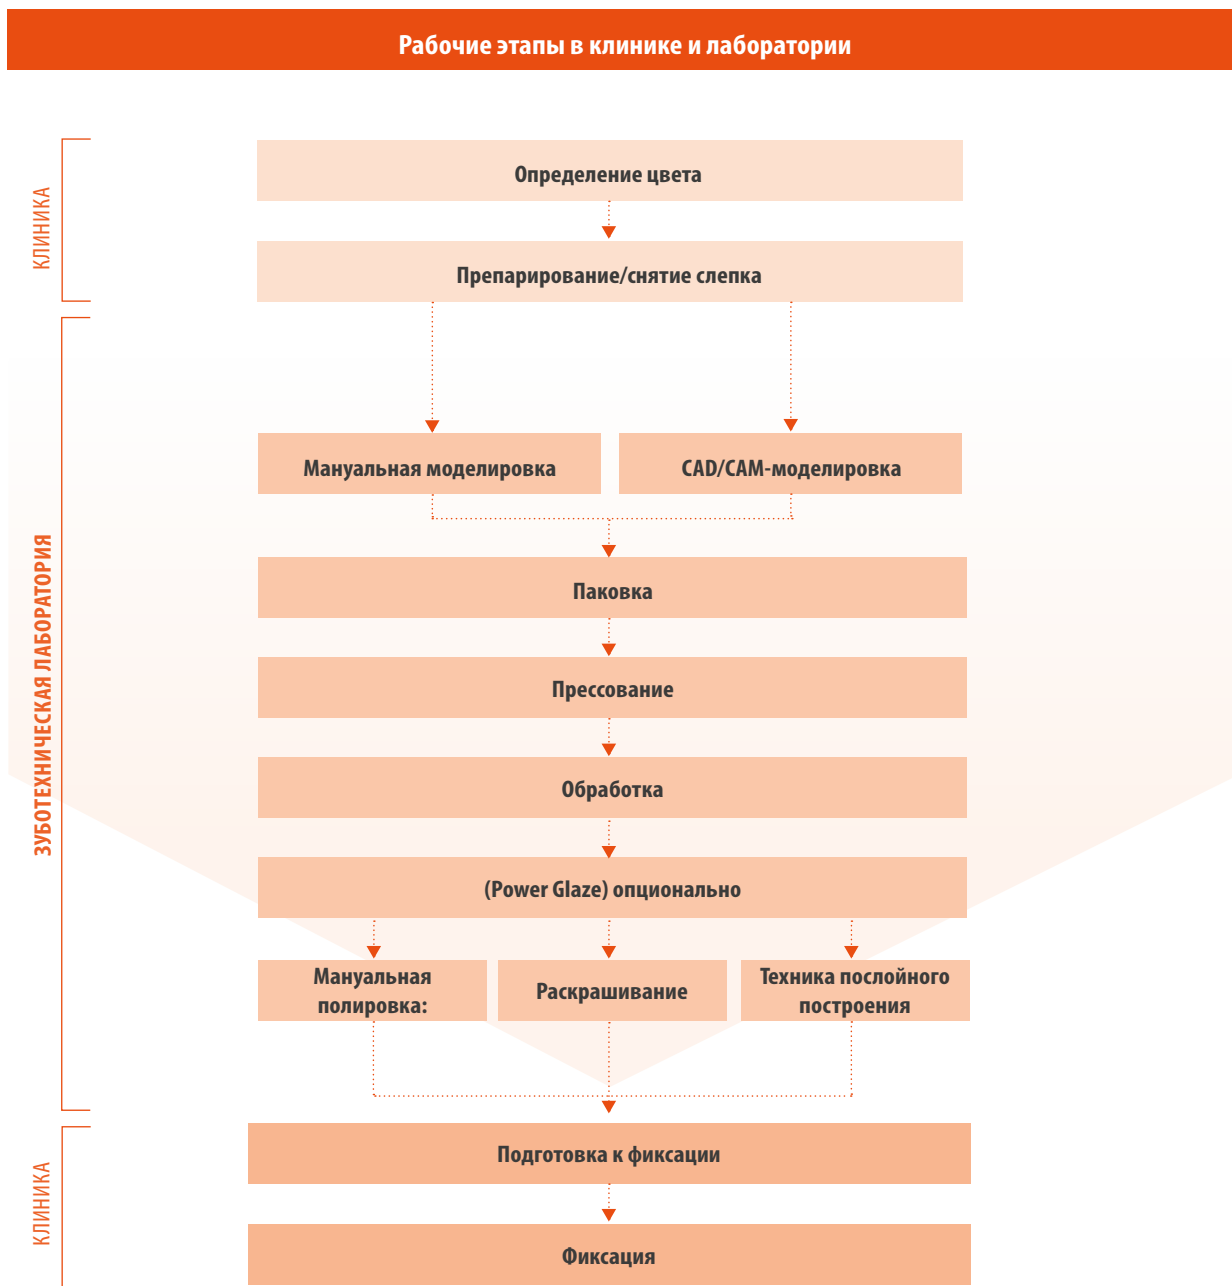 Рабочие этапы в клинике и лаборатории
КЛИНИКА
Определение цвета
Препарирование/снятие слепка
ЗУБОТЕХНИЧЕСКАЯ ЛАБОРАТОРИЯ
Мануальная моделировка
CAD/CAM-моделировка
Паковка
Прессование
Обработка
(Power Glaze) опционально
Мануальная
полировка:
Раскрашивание
Техника послойного
построения
КЛИНИКА
Подготовка к фиксации
Фиксация